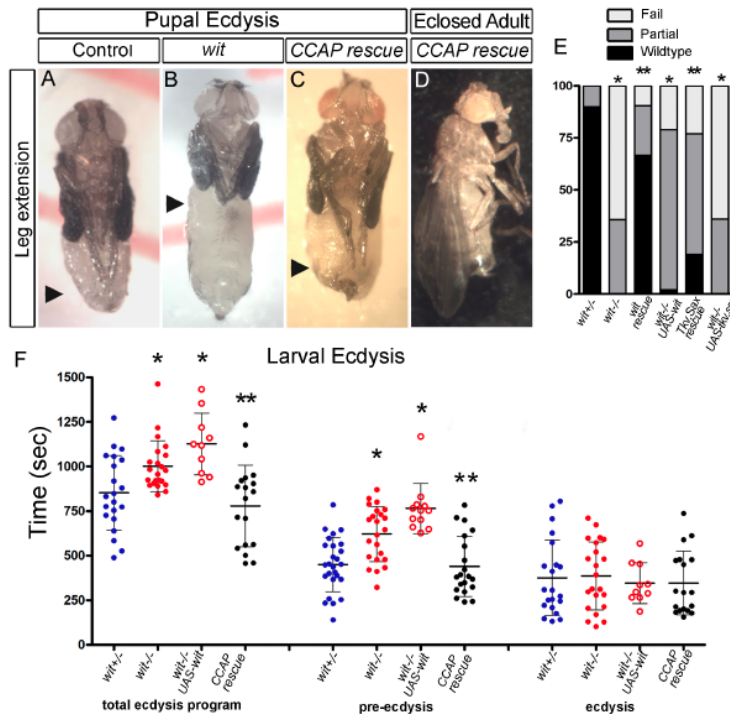 Pupal Ecdysis
Eclosed Adult
Control
wit
CCAP rescue
CCAP rescue
Leg extension
A
B
C
D
E
Fail
Partial
Wildtype
100
75
50
25
0
*
**
*
**
*
wit+/-
wit-/-
wit
rescue
wit-/-
UAS-wit
Tkv,Sax
rescue
wit-/-
F
Larval Ecdysis
Time (sec)
1500
1250
1000
750
500
250
0
*
*
**
*
*
**
wit+/-
wit-/-
wit-/-
UAS-wit
CCAP
rescue
wit+/-
wit-/-
wit-/-
UAS-wit
CCAP
rescue
wit+/-
wit-/-
wit-/-
UAS-wit
CCAP
rescue
total ecdysis program
pre-ecdysis
ecdysis